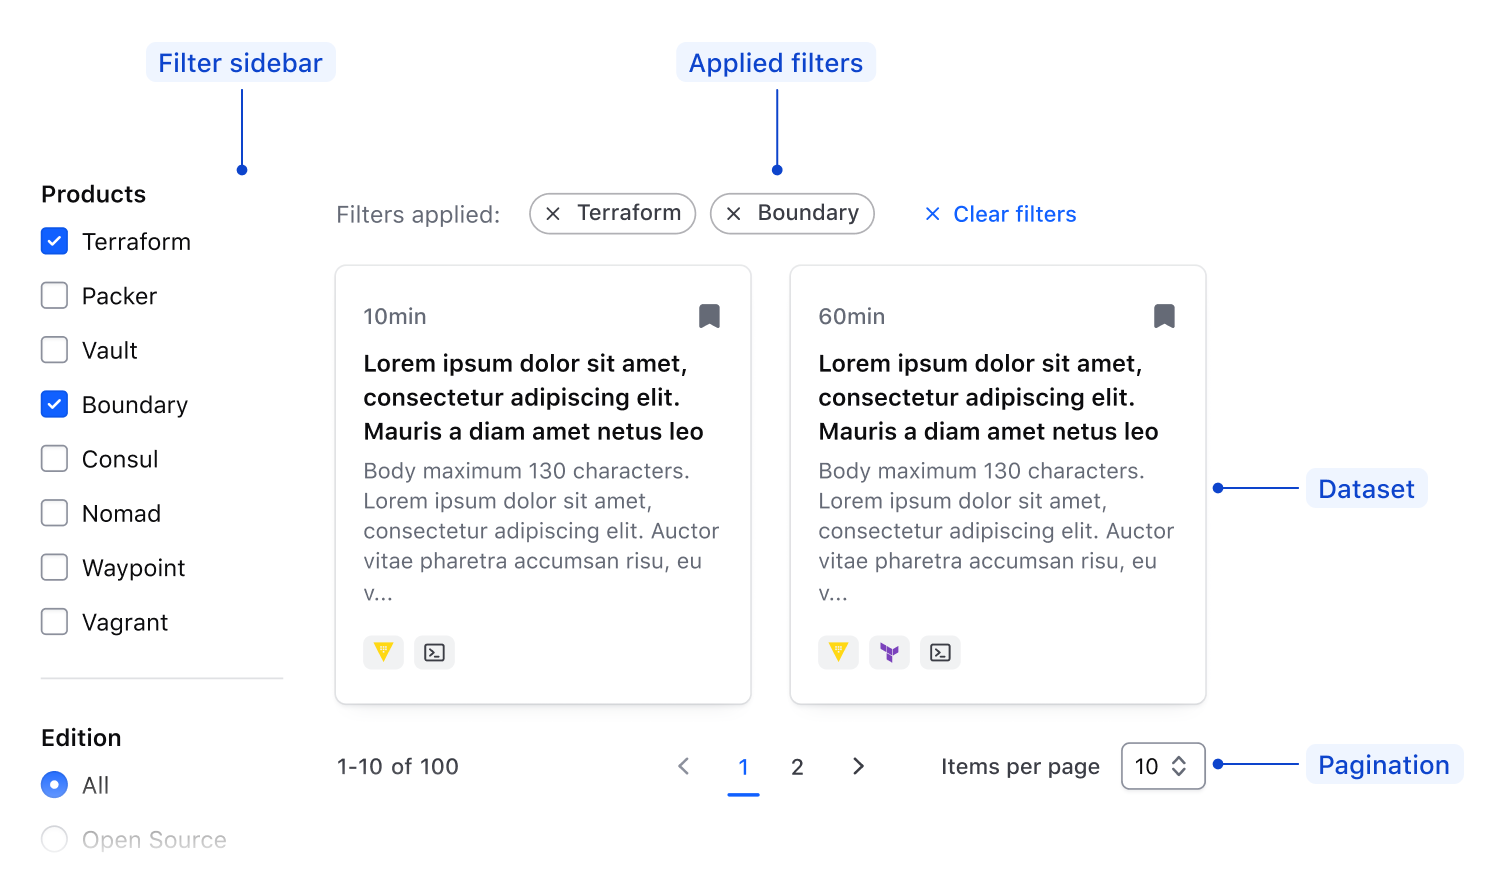 Filter sidebar
Applied filters
Products
Terraform
Packer
Vault
Boundary
Consul
Nomad
Waypoint
Vagrant
Edition
All
Open Source
Filters applied:
Terraform
Boundary
Clear filters
10min
Lorem ipsum dolor sit amet,
consectetur adipiscing elit.
Mauris a diam amet netus leo
Body maximum 130 characters.
Lorem ipsum dolor sit amet,
consectetur adipiscing elit. Auctor
vitae pharetra accumsan risu, eu
v...
60min
Lorem ipsum dolor sit amet,
consectetur adipiscing elit.
Mauris a diam amet netus leo
Body maximum 130 characters.
Lorem ipsum dolor sit amet,
consectetur adipiscing elit. Auctor
vitae pharetra accumsan risu, eu
v...
Dataset
1-10 of 100
1
2
Items per page
10
Pagination